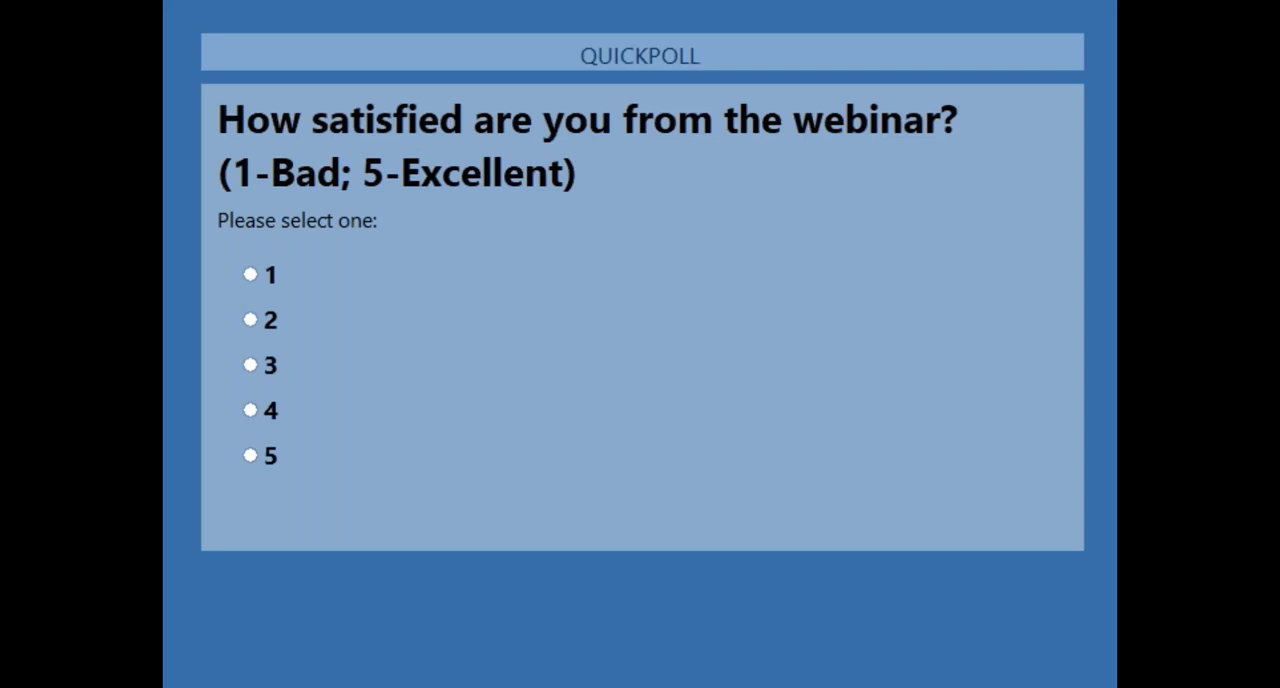 QUICKPOLL
How satisfied are you from the webinar?
(1-Bad; 5-Excellent)
Please select one:
1
2
3
4
5